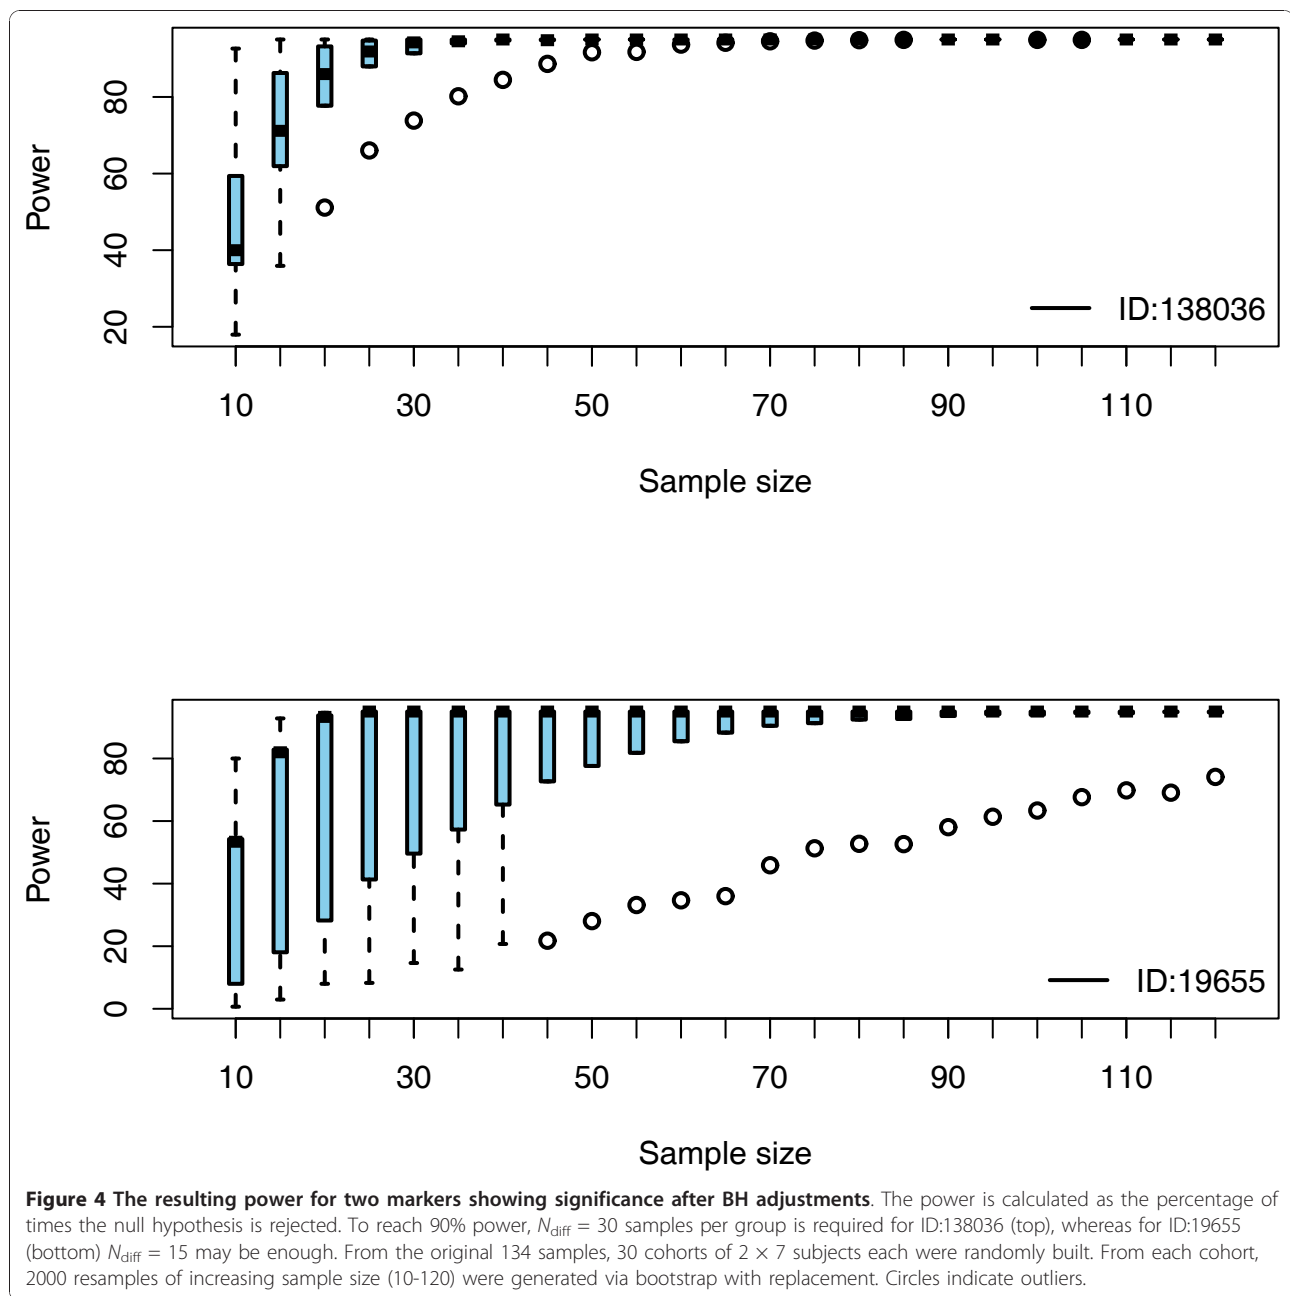 80
60
40
20
Power
ID:138036
10 30 50 70 90 110
Sample size
80
60
40
20
0
Power
ID:19655
10 30 50 70 90 110
Sample size
Figure 4 The resulting power for two markers showing significance after BH adjustments. The power is calculated as the percentage of
times the null hypothesis is rejected. To reach 90% power, Ndiff = 30 samples per group is required for ID:138036 (top), whereas for ID:19655
(bottom) Ndiff = 15 may be enough. From the original 134 samples, 30 cohorts of 2 × 7 subjects each were randomly built. From each cohort,
2000 resamples of increasing sample size (10-120) were generated via bootstrap with replacement. Circles indicate outliers.